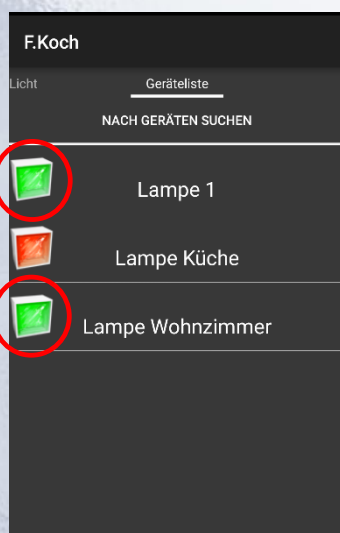 F.Koch
Licht Geräteliste
NACH GERÄTEN SUCHEN
Lampe 1
Lampe Küche
Lampe Wohnzimmer